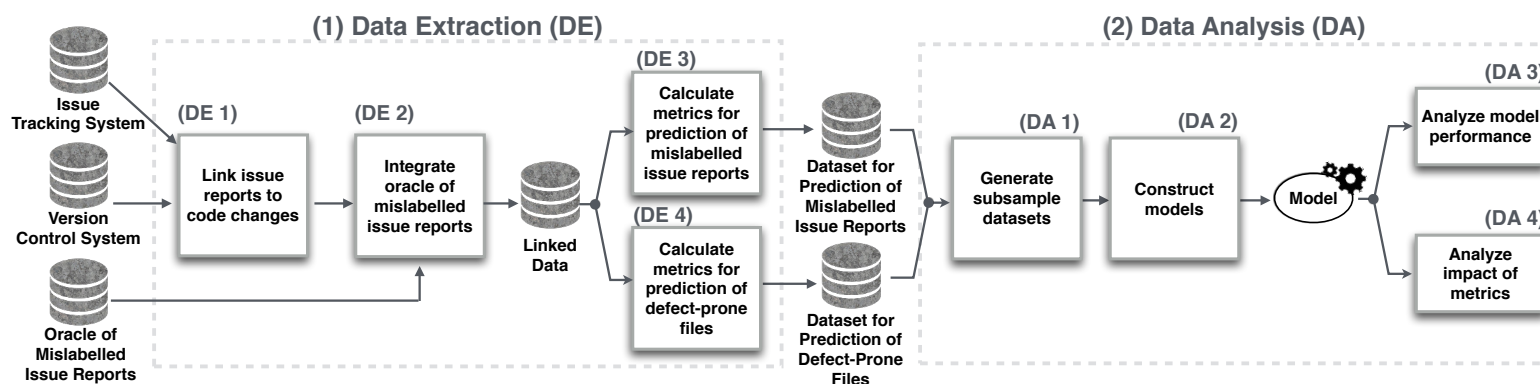 (1) Data Extraction (DE)
Issue
Tracking System
Version
Control System
Oracle of
Mislabelled
Issue Reports
(DE 1)
Link issue
reports to
code changes
(DE 2)
Integrate
oracle of
mislabelled
issue reports
Linked
Data
(DE 3)
Calculate
metrics for
prediction of
mislabelled
issue reports
(DE 4)
Calculate
metrics for
prediction of
defect-prone
files
Dataset for
Prediction of
Mislabelled
Issue Reports
Dataset for
Prediction of
Defect-Prone
Files
(2) Data Analysis (DA)
(DA 1)
Generate
subsample
datasets
(DA 2)
Construct
models
Model
(DA 3)
Analyze model
performance
(DA 4)
Analyze
impact of
metrics